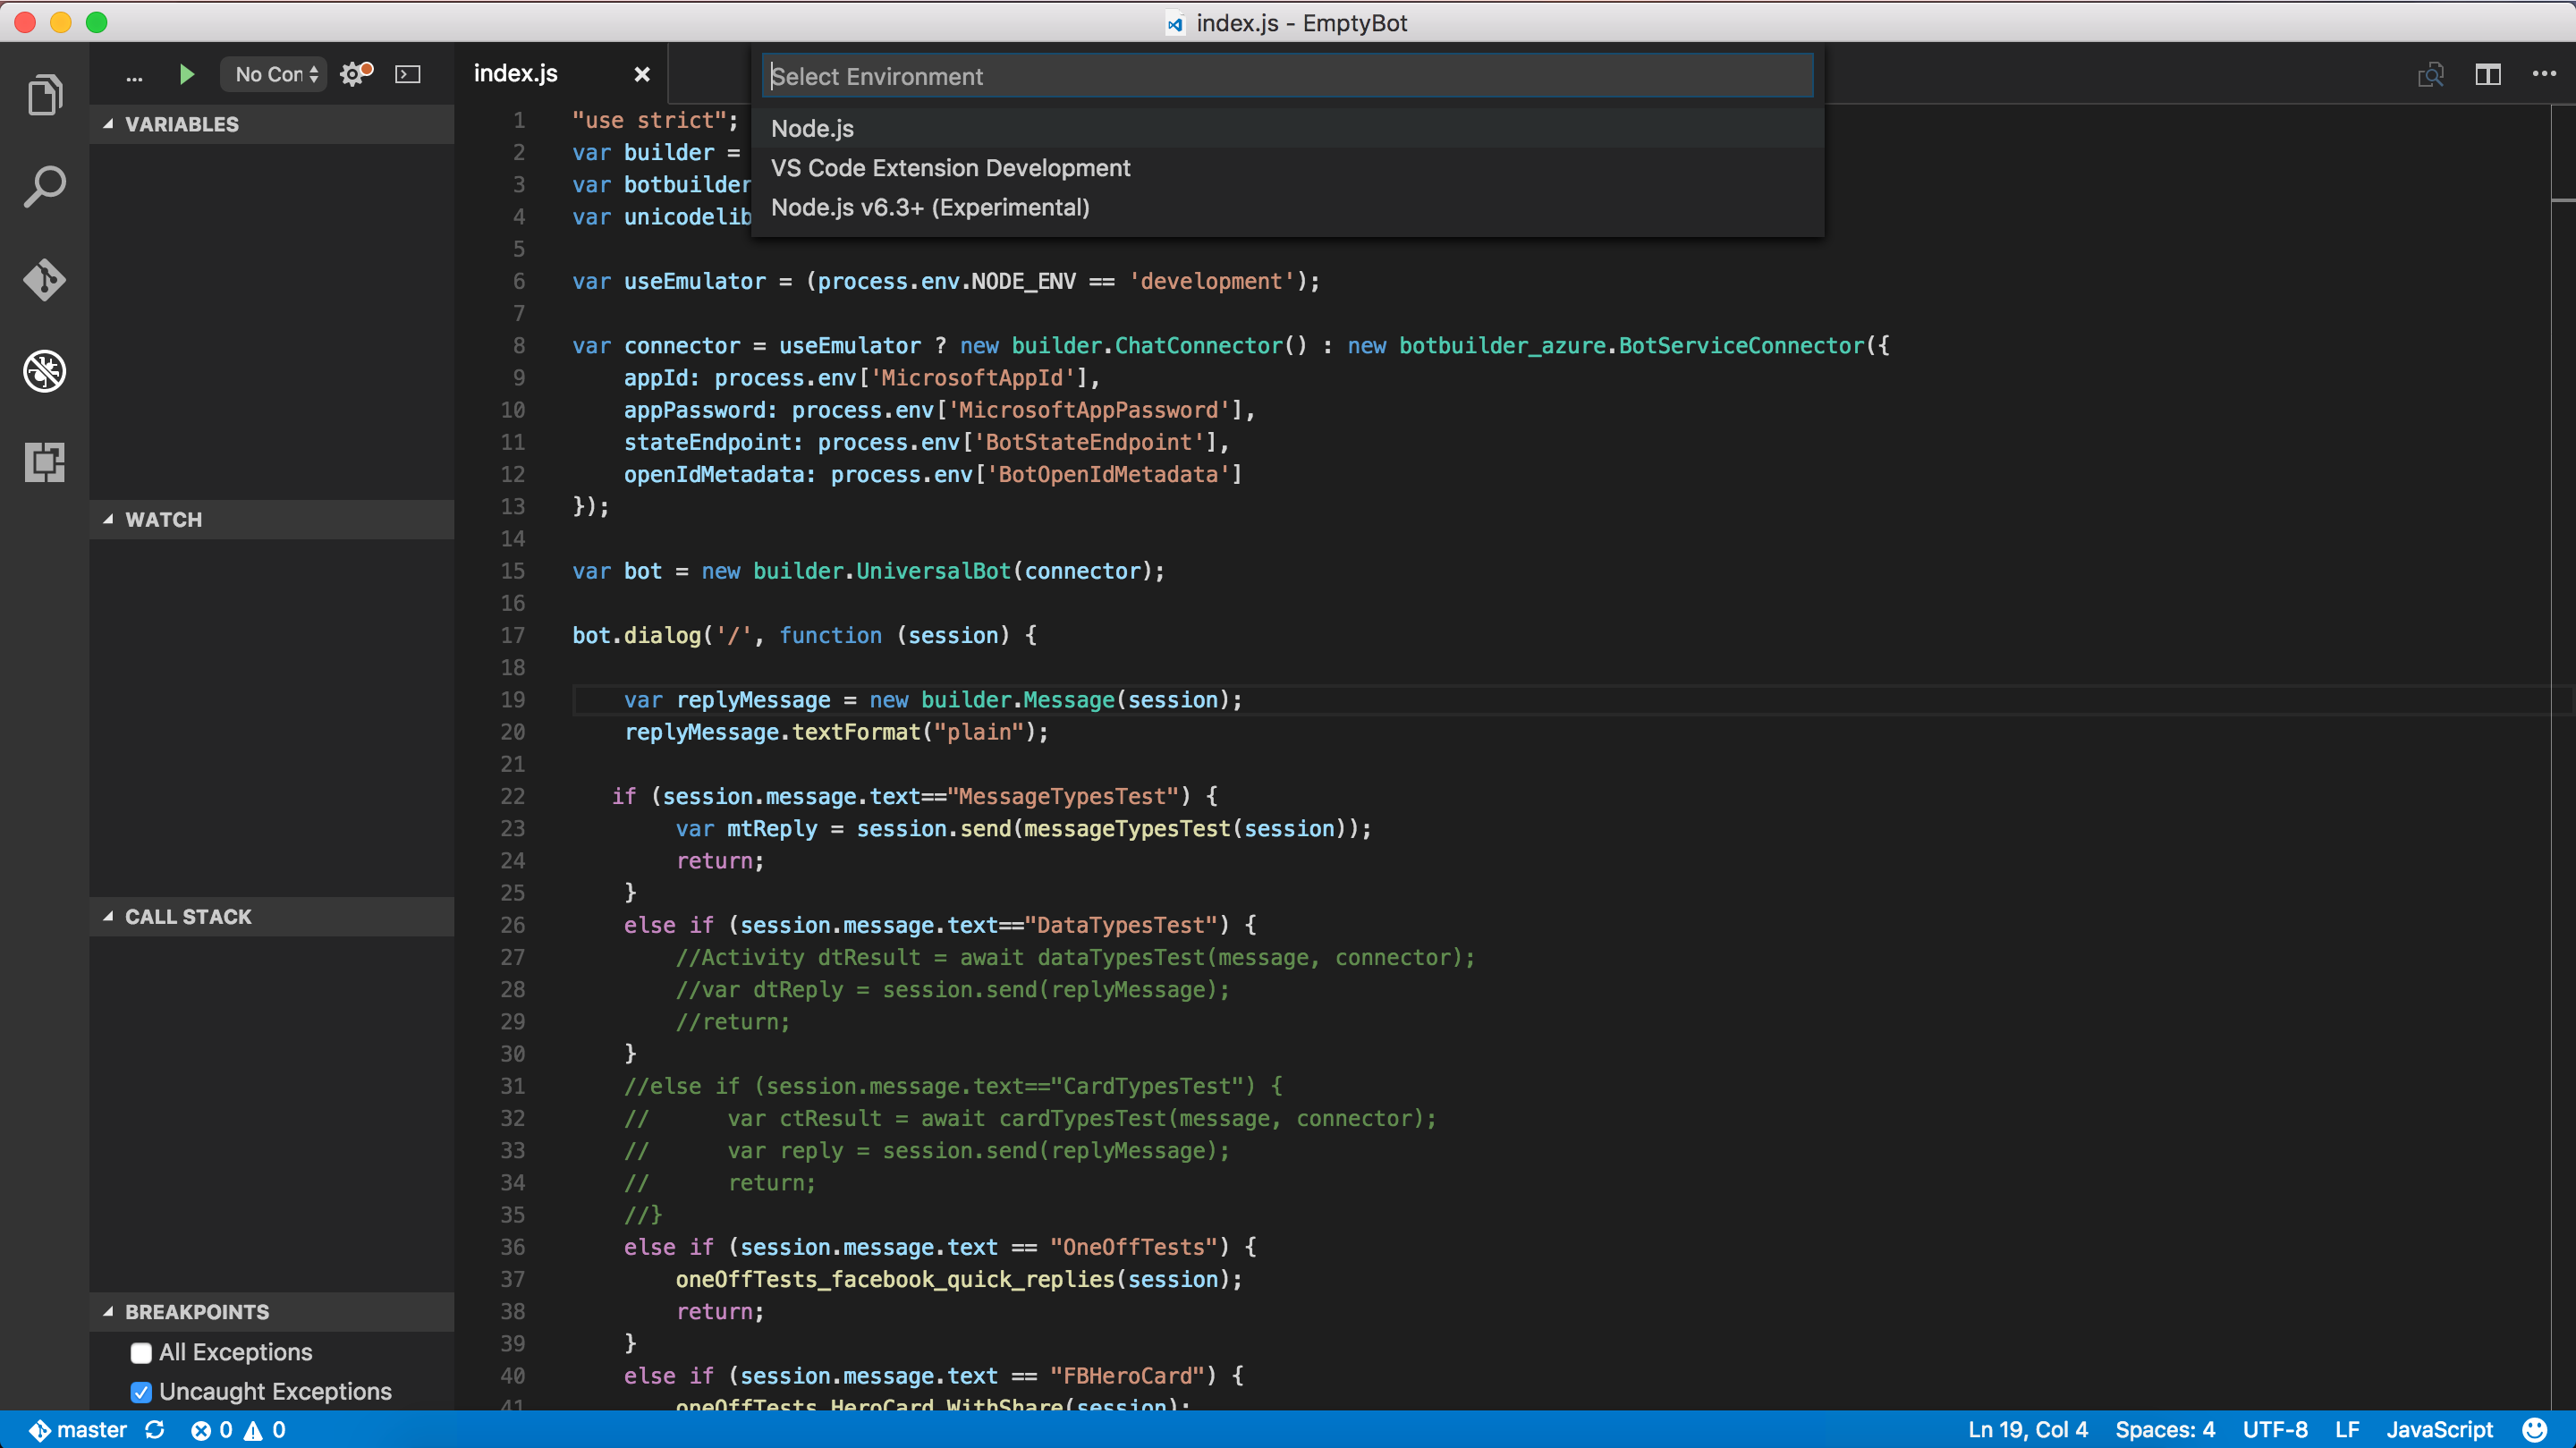 index.js - EmptyBot
... No Con
index.js
Select Environment
Node.js
VS Code Extension Development
Node.js v6.3+ (Experimental)
VARIABLES
WATCH
CALL STACK
BREAKPOINTS
All Exceptions
Uncaught Exceptions
1 "use strict";
2 var builder =
3 var botbuilder
4 var unicodelib
5
6 var useEmulator = (process.env.NODE_ENV == 'development');
7
8 var connector = useEmulator ? new builder.ChatConnector() : new botbuilder_azure.BotServiceConnector({
9     appId: process.env['MicrosoftAppId'],
10     appPassword: process.env['MicrosoftAppPassword'],
11     stateEndpoint: process.env['BotStateEndpoint'],
12     openIdMetadata: process.env['BotOpenIdMetadata']
13 });
14
15 var bot = new builder.UniversalBot(connector);
16
17 bot.dialog('/', function (session) {
18
19     var replyMessage = new builder.Message(session);
20     replyMessage.textFormat("plain");
21
22    if (session.message.text=="MessageTypesTest") {
23         var mtReply = session.send(messageTypesTest(session));
24         return;
25     }
26     else if (session.message.text=="DataTypesTest") {
27         //Activity dtResult = await dataTypesTest(message, connector);
28         //var dtReply = session.send(replyMessage);
29         //return;
30     }
31     //else if (session.message.text=="CardTypesTest") {
32     //      var ctResult = await cardTypesTest(message, connector);
33     //      var reply = session.send(replyMessage);
34     //      return;
35     //}
36     else if (session.message.text == "OneOffTests") {
37         oneOffTests_facebook_quick_replies(session);
38         return;
39     }
40     else if (session.message.text == "FBHeroCard") {
41         oneOffTests_HeroCard_WithShare(session);
master 0 0
Ln 19, Col 4 Spaces: 4 UTF-8 LF JavaScript